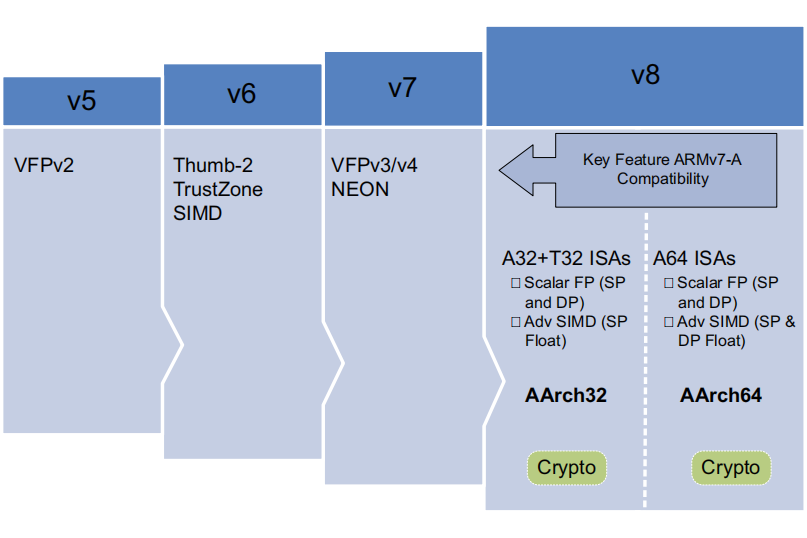 v5
VFPv2
v6
Thumb-2
TrustZone
SIMD
v7
VFPv3/v4
NEON
v8
Key Feature ARMv7-A
Compatibility
A32+T32 ISAs
Scalar FP (SP
and DP)
Adv SIMD (SP
Float)
AArch32
Crypto
A64 ISAs
Scalar FP (SP
and DP)
Adv SIMD (SP &
DP Float)
AArch64
Crypto